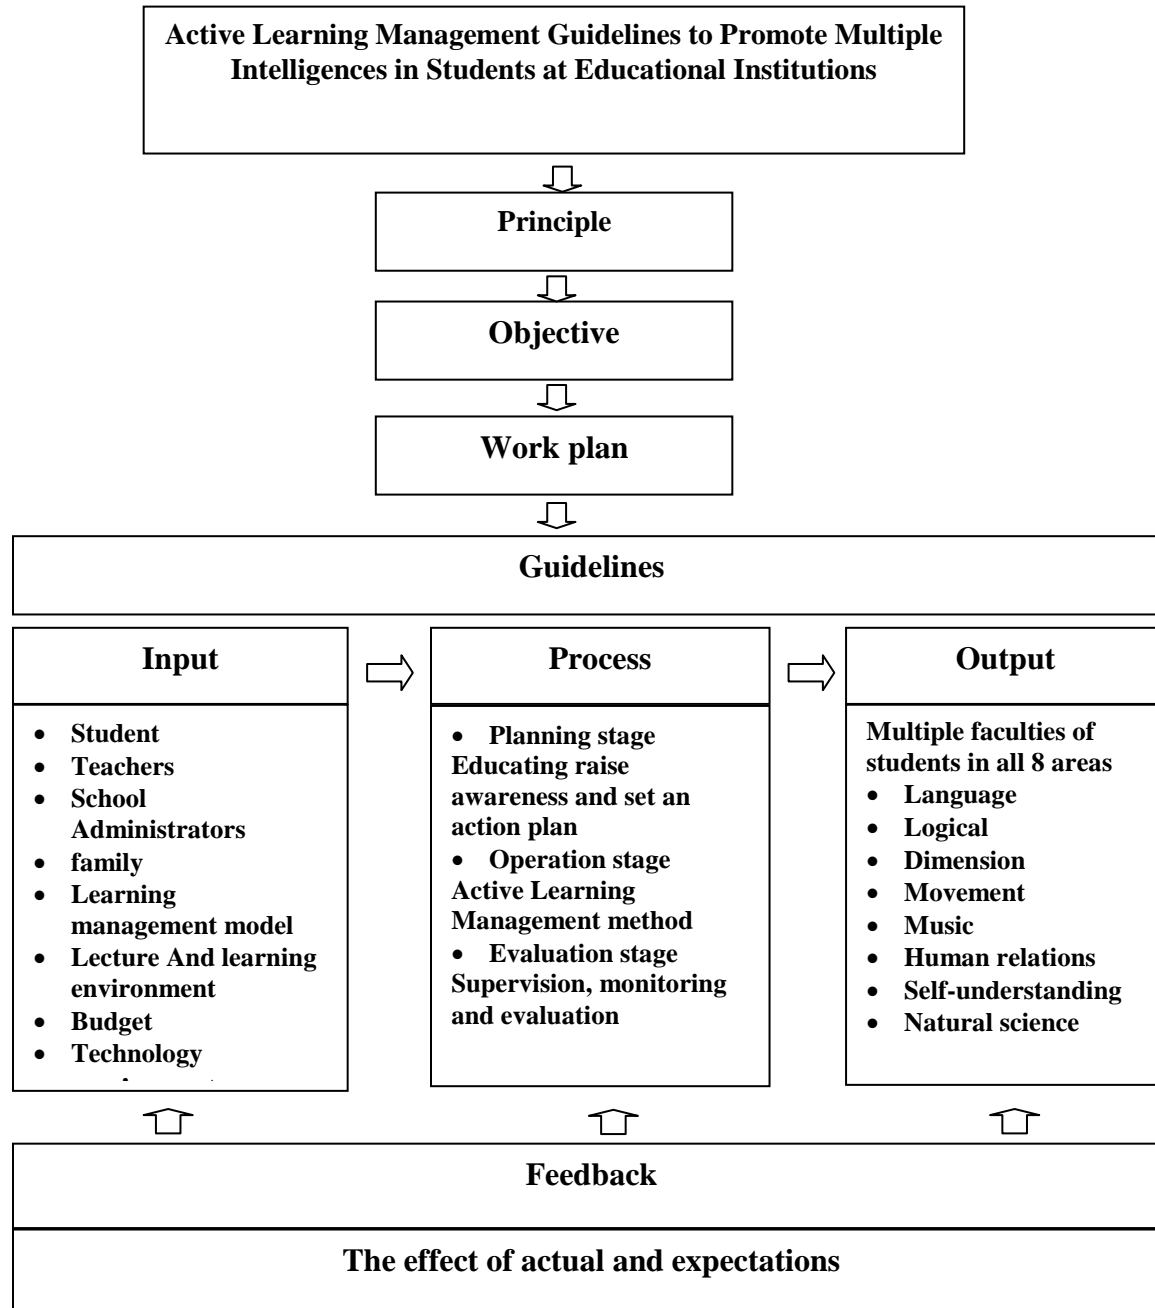 Active Learning Management Guidelines to Promote Multiple
Intelligences in Students at Educational Institutions
Principle
Objective
Work plan
Guidelines
Input
• Student
• Teachers
• School
Administrators
• family
• Learning
management model
• Lecture And learning
environment
• Budget
• Technology
Process
• Planning stage
Educating raise
awareness and set an
action plan
• Operation stage
Active Learning
Management method
• Evaluation stage
Supervision, monitoring
and evaluation
Output
Multiple faculties of
students in all 8 areas
• Language
• Logical
• Dimension
• Movement
• Music
• Human relations
• Self-understanding
• Natural science
Feedback
The effect of actual and expectations